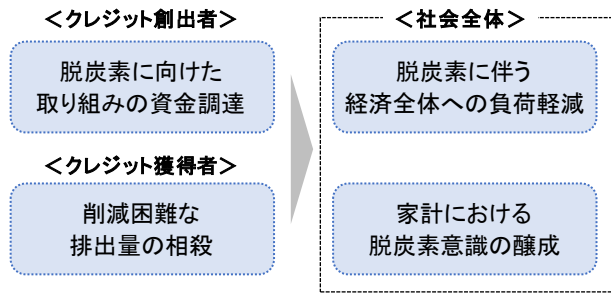 ＜クレジット創出者＞
脱炭素に向けた
取り組みの資金調達
＜クレジット獲得者＞
削減困難な
排出量の相殺
＜社会全体＞
脱炭素に伴う
経済全体への負荷軽減
家計における
脱炭素意識の醸成